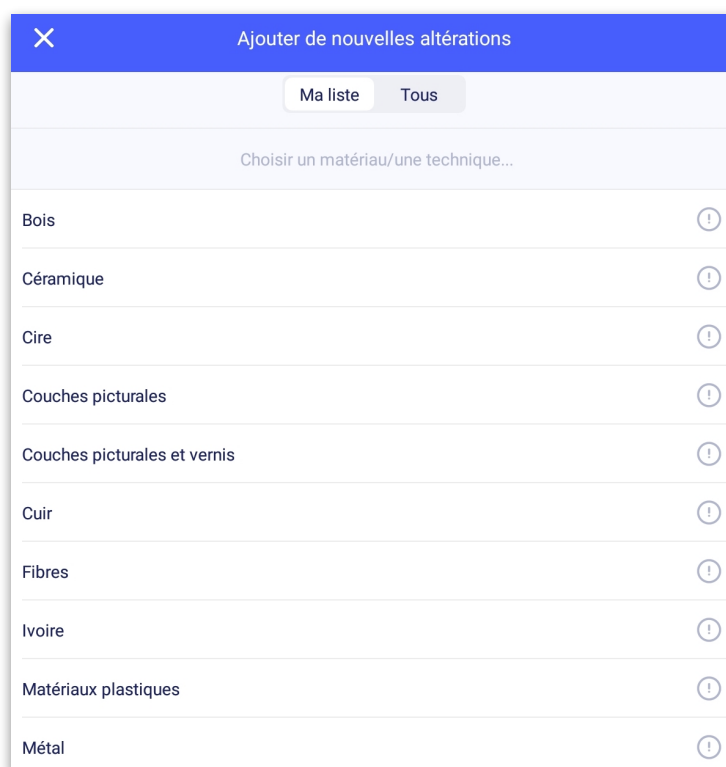 Ajouter de nouvelles altérations
Ma liste Tous
Choisir un matériau/une technique...
Bois
Céramique
Cire
Couches picturales
Couches picturales et vernis
Cuir
Fibres
Ivoire
Matériaux plastiques
Métal